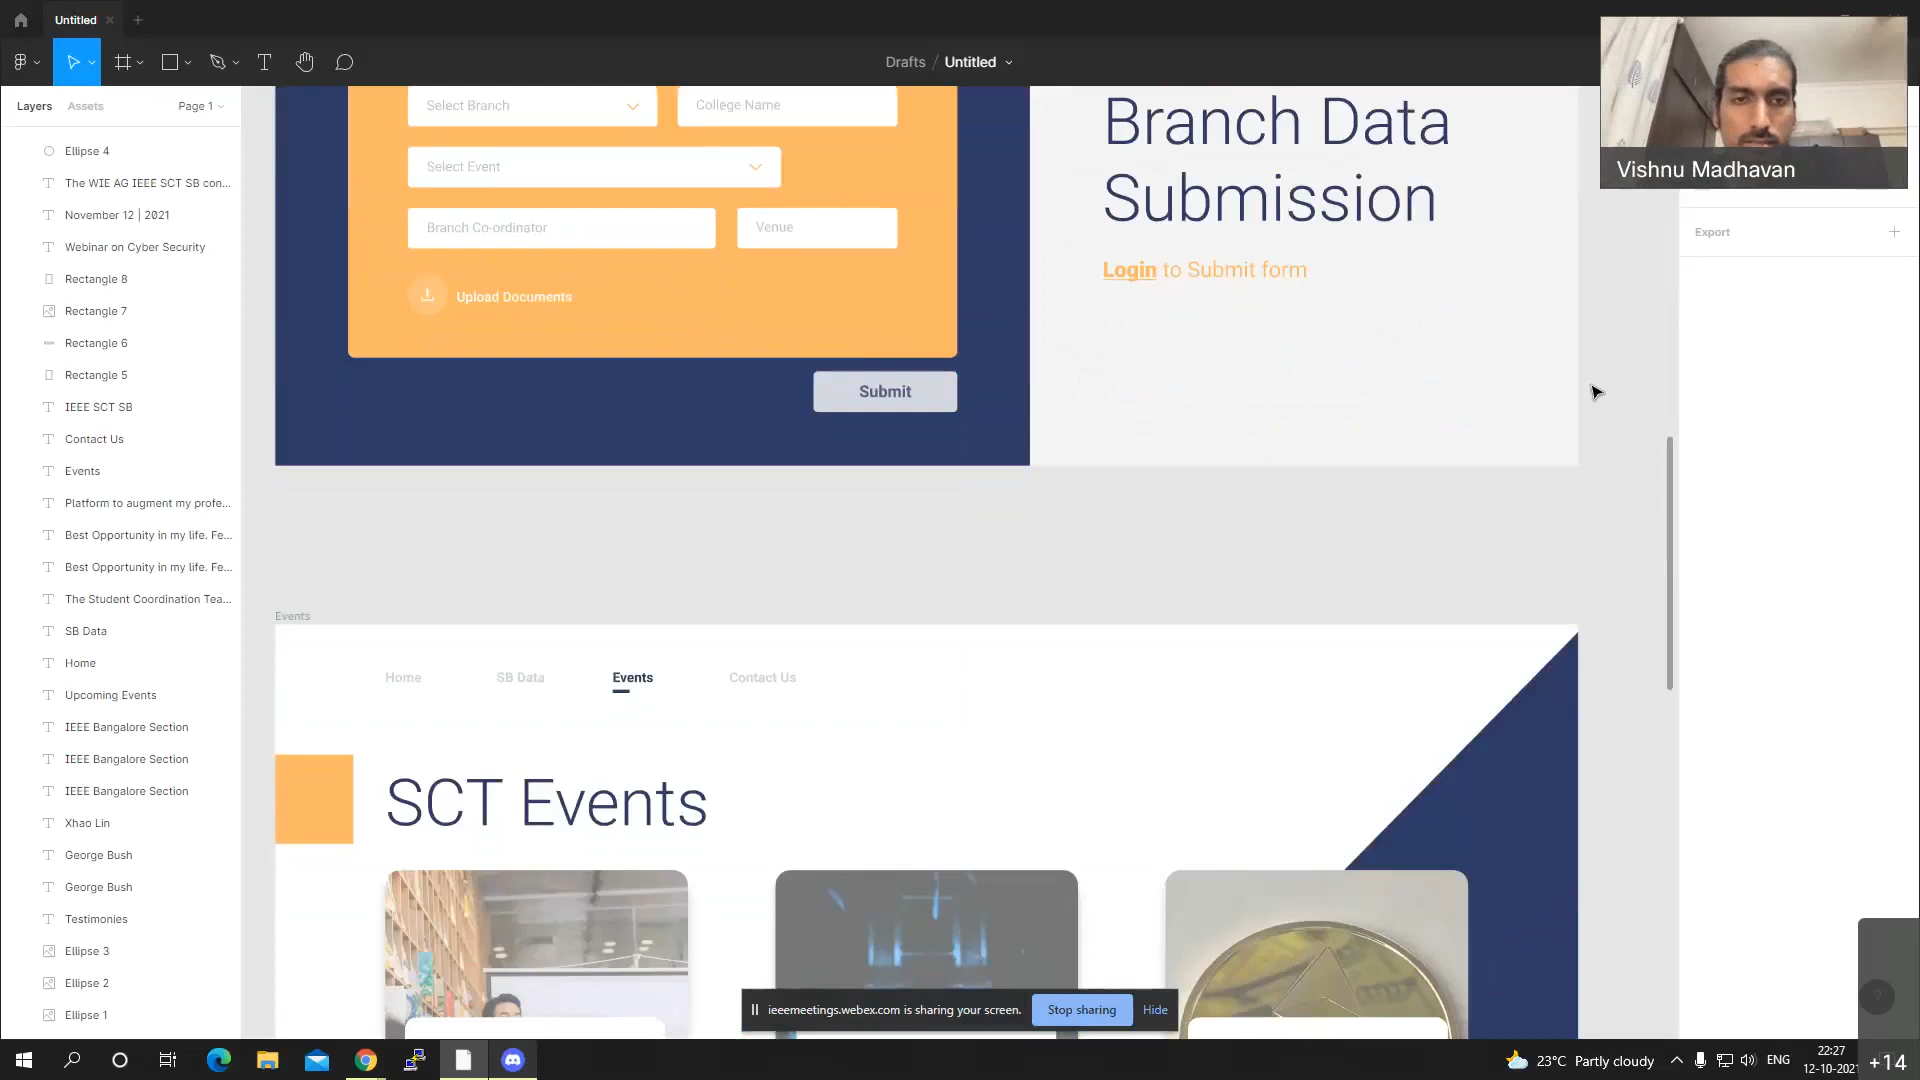 Untitled
Drafts / Untitled
Layers
Assets
Page 1
Ellipse 4
The WIE AG IEEE SCT SB con...
November 12 | 2021
Webinar on Cyber Security
Rectangle 8
Rectangle 7
Rectangle 6
Rectangle 5
IEEE SCT SB
Contact Us
Events
Platform to augment my profe...
Best Opportunity in my life. Fe...
Best Opportunity in my life. Fe...
The Student Coordination Tea...
SB Data
Home
Upcoming Events
IEEE Bangalore Section
IEEE Bangalore Section
IEEE Bangalore Section
Xhao Lin
George Bush
George Bush
Testimonies
Ellipse 3
Ellipse 2
Ellipse 1
Select Branch
College Name
Select Event
Branch Co-ordinator
Venue
Upload Documents
Submit
Branch Data
Submission
Login to Submit form
Events
Home
SB Data
Events
Contact Us
SCT Events
Vishnu Madhavan
Export
ieeemeetings.webex.com is sharing your screen.
Stop sharing
Hide
23°C Partly cloudy
ENG
22:27
12-10-202
+14